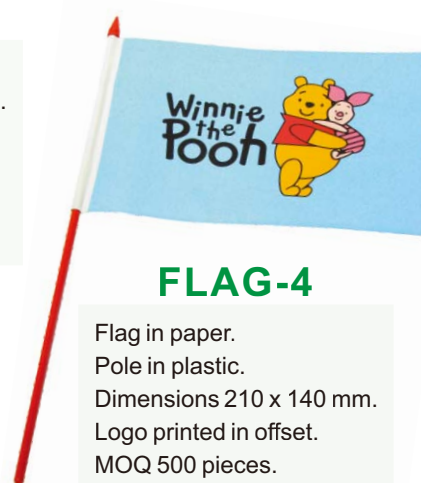 .
Winnie
the
Pooh
FLAG-4
Flag in paper.
Pole in plastic.
Dimensions 210 x 140 mm.
Logo printed in offset.
MOQ 500 pieces.